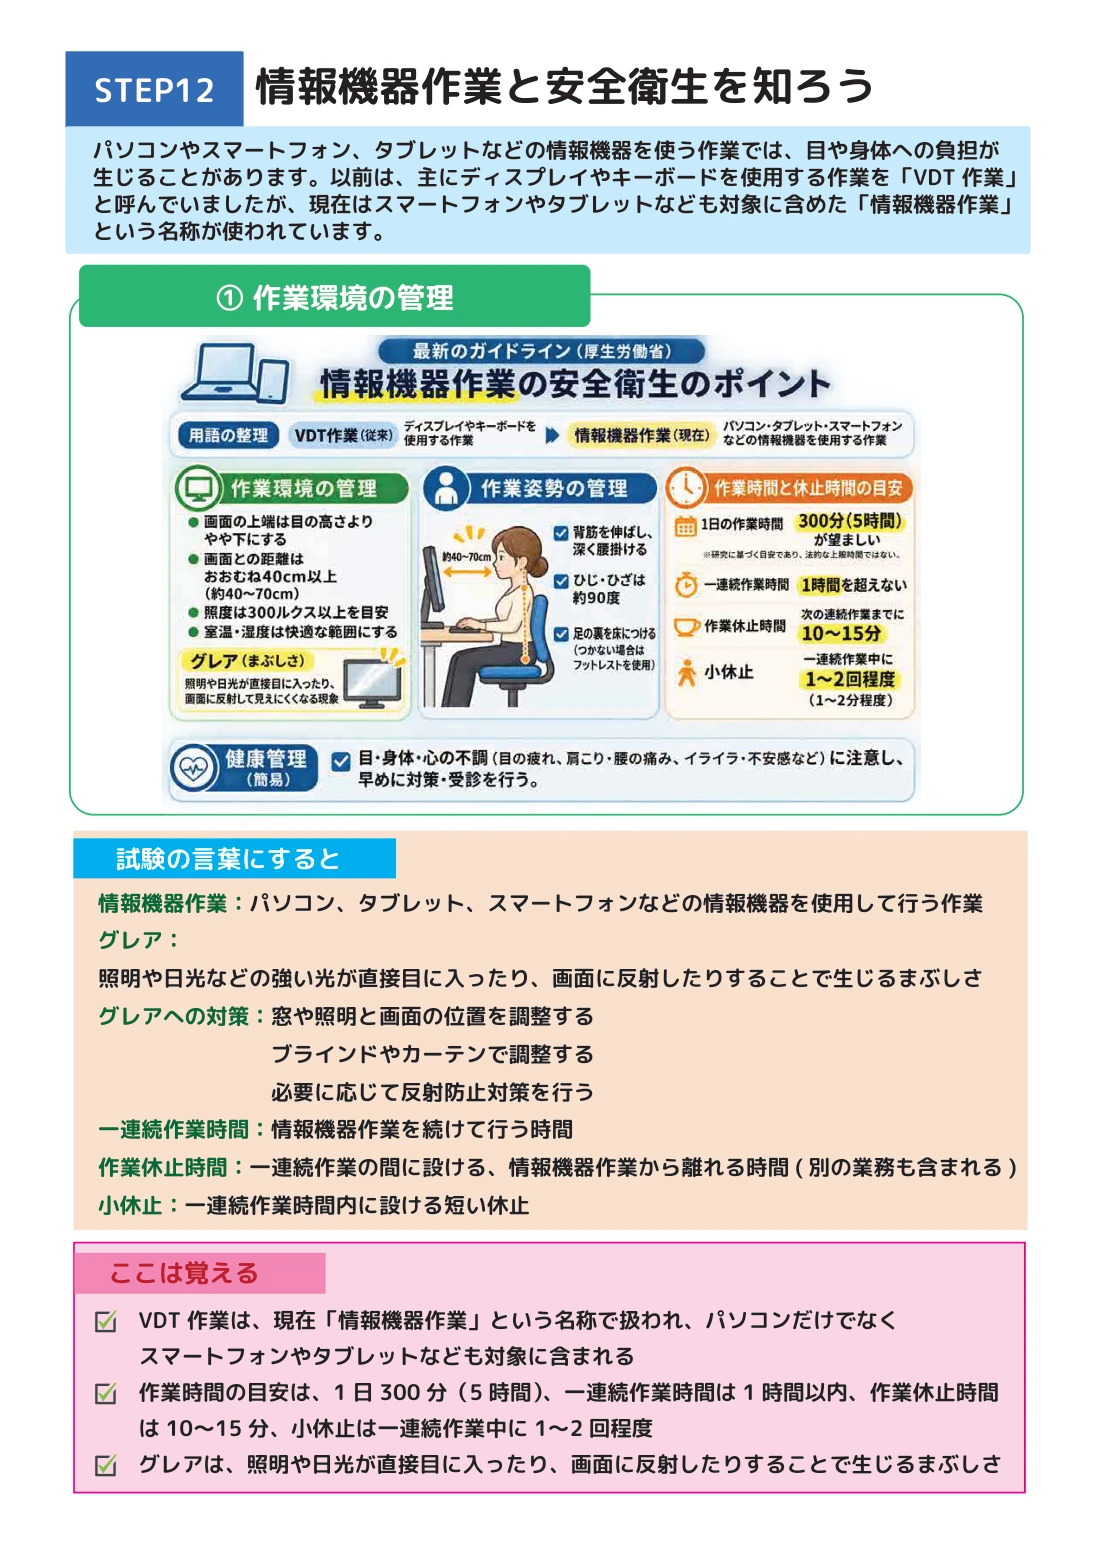 STEP12
情報機器作業と安全衛生を知ろう
パソコンやスマートフォン、タブレットなどの情報機器を使う作業では、目や身体への負担が
生じることがあります。以前は、主にディスプレイやキーボードを使用する作業を「VDT 作業」
と呼んでいましたが、現在はスマートフォンやタブレットなども対象に含めた「情報機器作業」
という名称が使われています。
① 作業環境の管理
最新のガイドライン（厚生労働省）
情報機器作業の安全衛生のポイント
用語の整理
VDT作業（従来）
ディスプレイやキーボードを
使用する作業
情報機器作業（現在）
パソコン・タブレット・スマートフォン
などの情報機器を使用する作業
作業環境の管理
● 画面の上端は目の高さより
やや下にする
● 画面との距離は
おおむね40cm以上
（約40〜70cm）
● 照度は300ルクス以上を目安
● 室温・湿度は快適な範囲にする
グレア（まぶしさ）
照明や日光が直接目に入ったり、
画面に反射して見えにくくなる現象
作業姿勢の管理
約40〜70cm
背筋を伸ばし、
深く腰掛ける
ひじ・ひざは
約90度
足の裏を床につける
（つかない場合は
フットレストを使用）
作業時間と休止時間の目安
1日の作業時間
300分（5時間）
が望ましい
※研究に基づく目安であり、法的な上限時間ではない。
一連続作業時間
1時間を超えない
作業休止時間
次の連続作業までに
10〜15分
小休止
一連続作業中に
1〜2回程度
（1〜2分程度）
健康管理
（簡易）
目・身体・心の不調（目の疲れ、肩こり・腰の痛み、イライラ・不安感など）に注意し、
早めに対策・受診を行う。
試験の言葉にすると
情報機器作業：パソコン、タブレット、スマートフォンなどの情報機器を使用して行う作業
グレア：
照明や日光などの強い光が直接目に入ったり、画面に反射したりすることで生じるまぶしさ
グレアへの対策：窓や照明と画面の位置を調整する
ブラインドやカーテンで調整する
必要に応じて反射防止対策を行う
一連続作業時間：情報機器作業を続けて行う時間
作業休止時間：一連続作業の間に設ける、情報機器作業から離れる時間 ( 別の業務も含まれる )
小休止：一連続作業時間内に設ける短い休止
ここは覚える
VDT 作業は、現在「情報機器作業」という名称で扱われ、パソコンだけでなく
スマートフォンやタブレットなども対象に含まれる
作業時間の目安は、1 日 300 分（5 時間）、一連続作業時間は 1 時間以内、作業休止時間
は 10〜15 分、小休止は一連続作業中に 1〜2 回程度
グレアは、照明や日光が直接目に入ったり、画面に反射したりすることで生じるまぶしさ